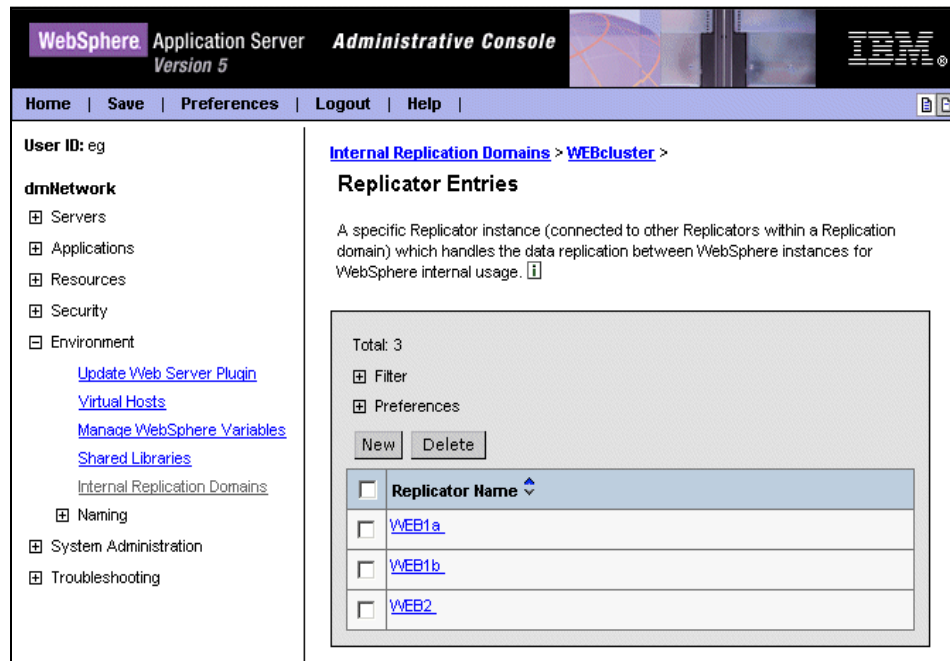 WebSphere. Application Server Administrative Console
Version 5
IBM®
Home | Save | Preferences | Logout | Help |
User ID: eg
dmNetwork
Servers
Applications
Resources
Security
Environment
Update Web Server Plugin
Virtual Hosts
Manage WebSphere Variables
Shared Libraries
Internal Replication Domains
Naming
System Administration
Troubleshooting
Internal Replication Domains > WEBcluster >
Replicator Entries
A specific Replicator instance (connected to other Replicators within a Replication
domain) which handles the data replication between WebSphere instances for
WebSphere internal usage. i
Total: 3
Filter
Preferences
New Delete
Replicator Name
WEB1a
WEB1b
WEB2